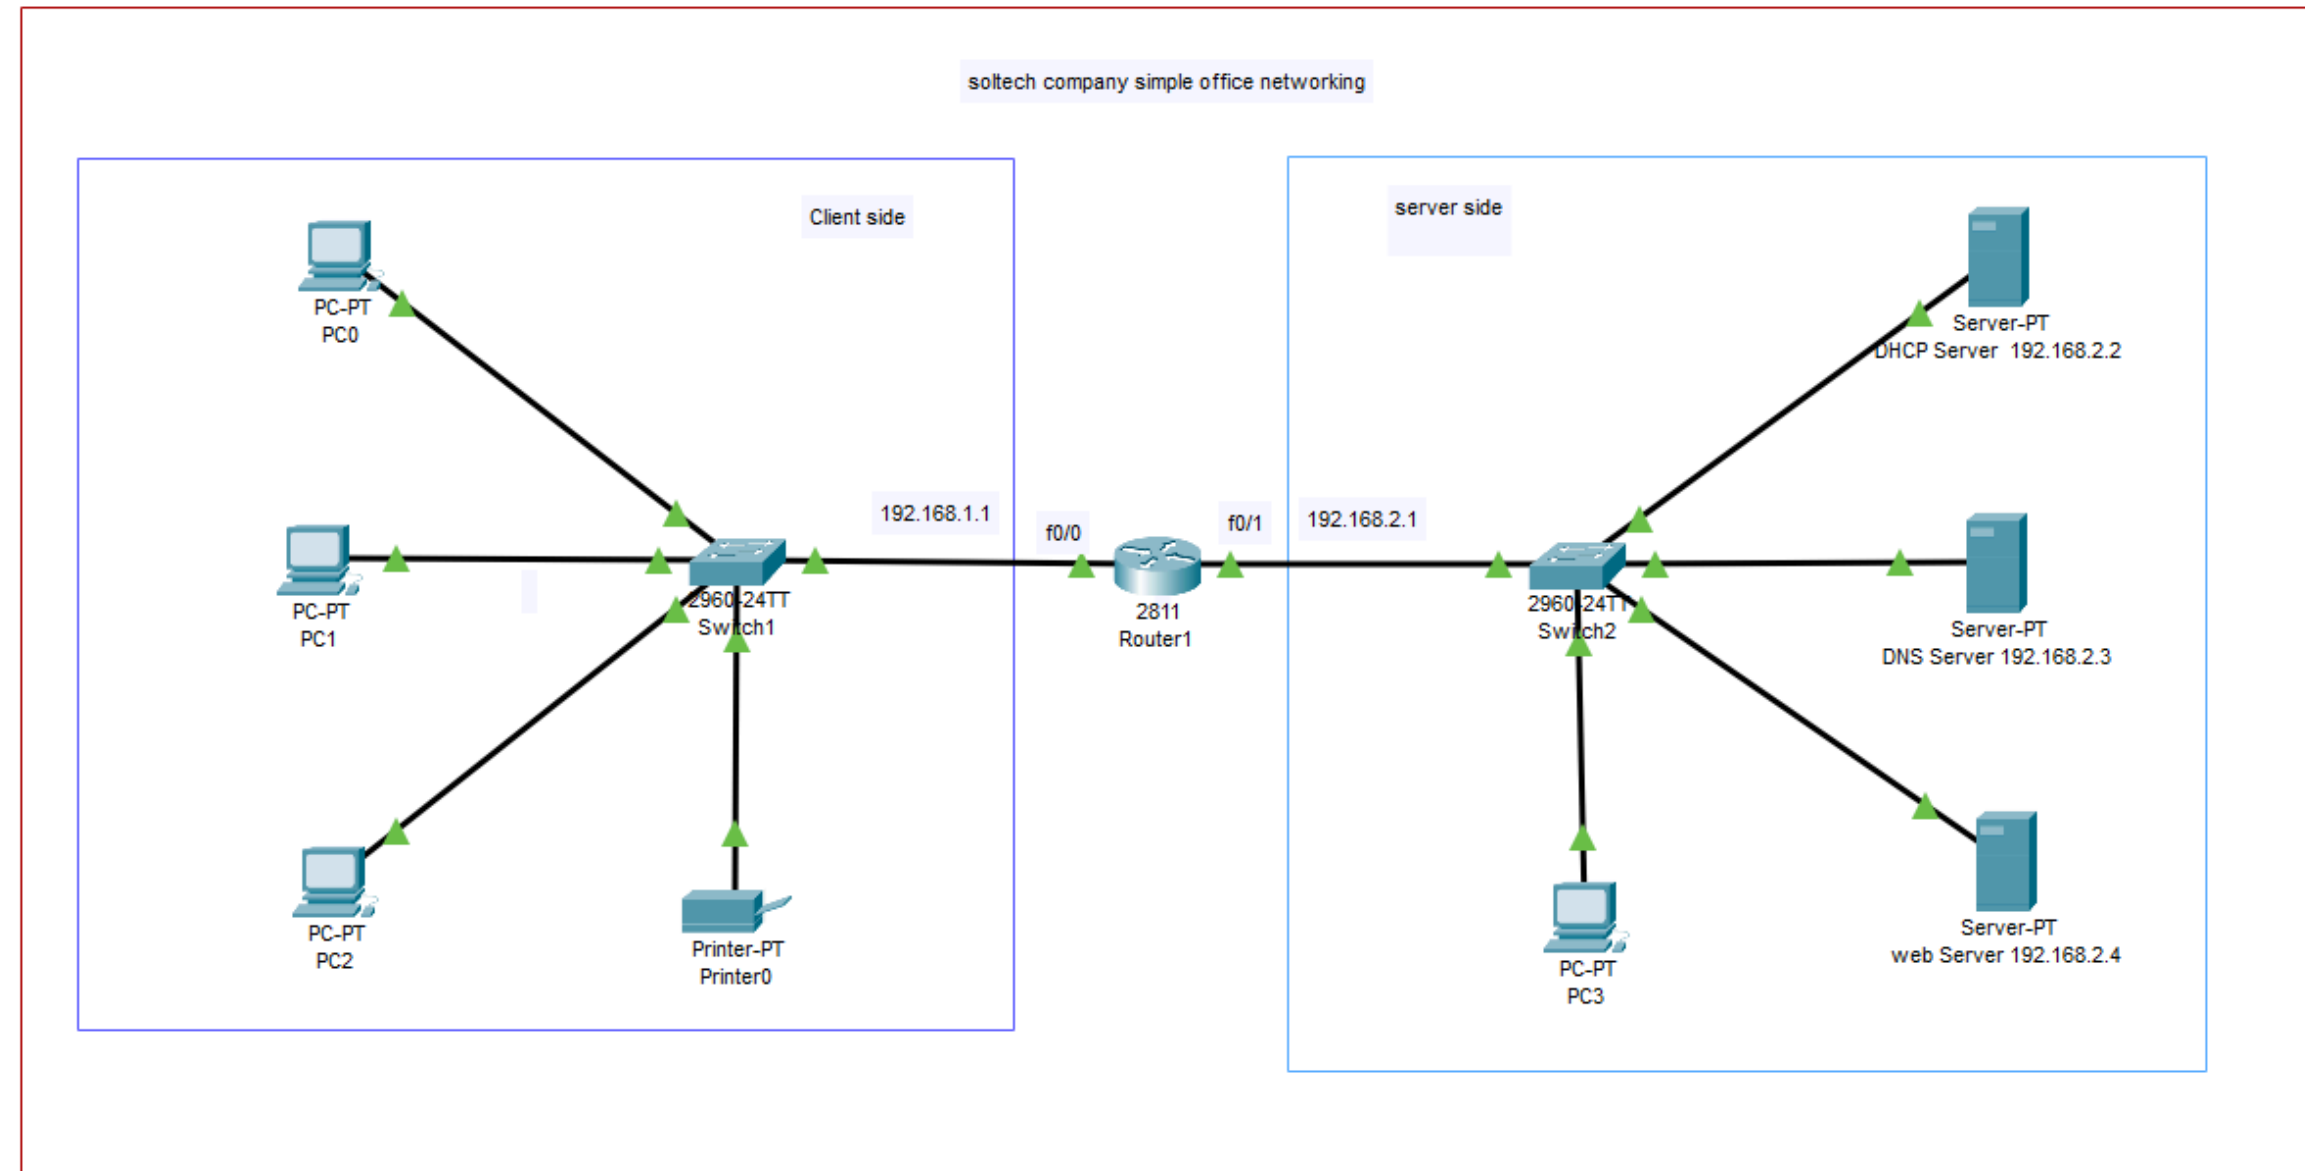 soltech company simple office networking
Client side
server side
PC-PT
PC0
Server-PT
DHCP Server  192.168.2.2
192.168.1.1
f0/0
f0/1
192.168.2.1
PC-PT
PC1
2960-24TT
Switch1
2811
Router1
2960-24TT
Switch2
Server-PT
DNS Server 192.168.2.3
PC-PT
PC2
Printer-PT
Printer0
PC-PT
PC3
Server-PT
web Server 192.168.2.4